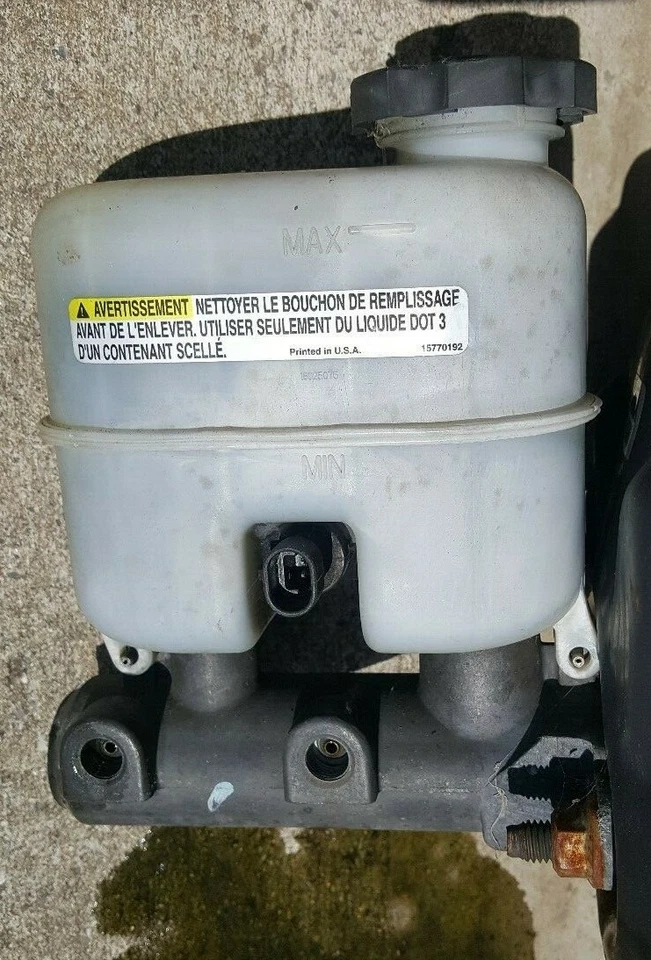 MAX
⚠ AVERTISSEMENT NETTOYER LE BOUCHON DE REMPLISSAGE
AVANT DE L'ENLEVER. UTILISER SEULEMENT DU LIQUIDE DOT 3
D'UN CONTENANT SCELLÉ. Printed in U.S.A. 15770192
MIN